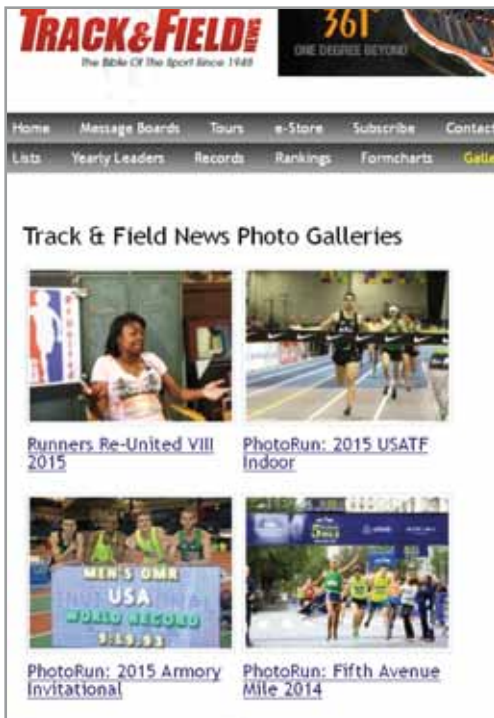 TRACK & FIELD NEWS
The Bible Of The Sport Since 1948
361°
ONE DEGREE BEYOND
Home Message Boards Tours e-Store Subscribe Contact
Lists Yearly Leaders Records Rankings Formcharts Galle
Track & Field News Photo Galleries
REUNITED
Runners Re-United VIII
2015
PhotoRun: 2015 USATF
Indoor
MEN'S DMR
USA
WORLD RECORD
9:19.93
PhotoRun: 2015 Armory
Invitational
PhotoRun: Fifth Avenue
Mile 2014